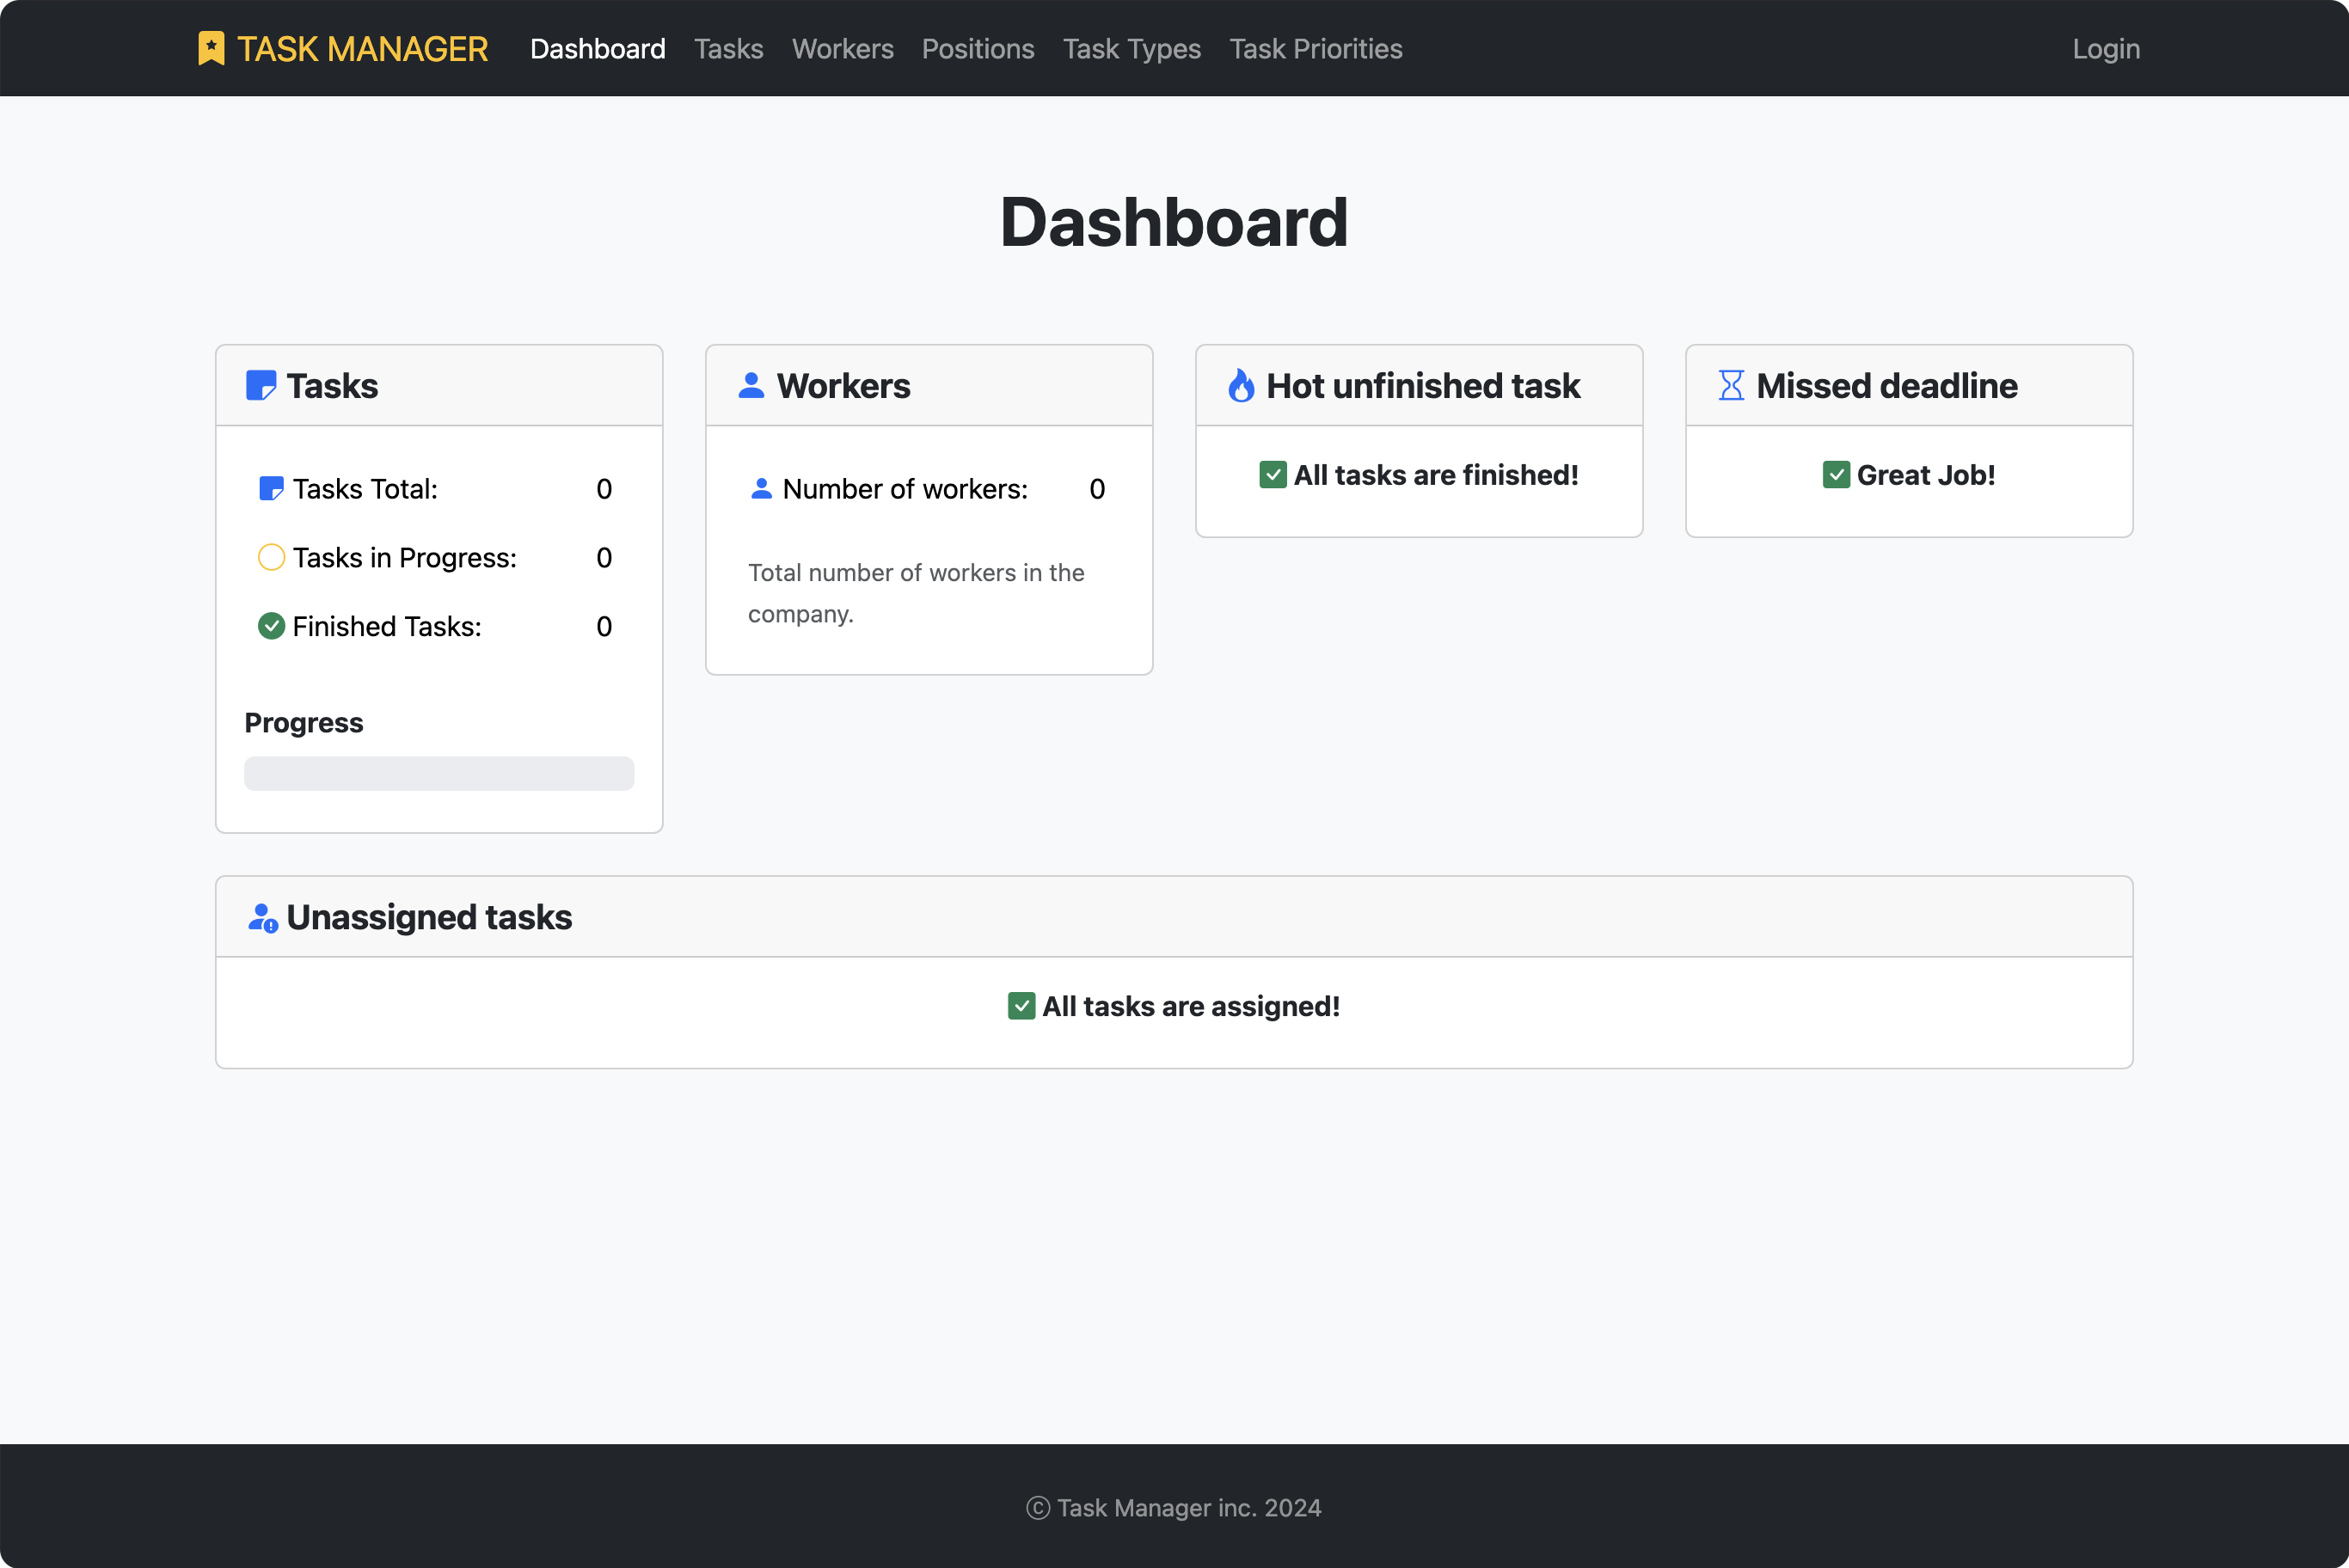 TASK MANAGER Dashboard Tasks Workers Positions Task Types Task Priorities Login
Dashboard
Tasks
Tasks Total: 0
Tasks in Progress: 0
Finished Tasks: 0
Progress
Workers
Number of workers: 0
Total number of workers in the
company.
Hot unfinished task
All tasks are finished!
Missed deadline
Great Job!
Unassigned tasks
All tasks are assigned!
© Task Manager inc. 2024